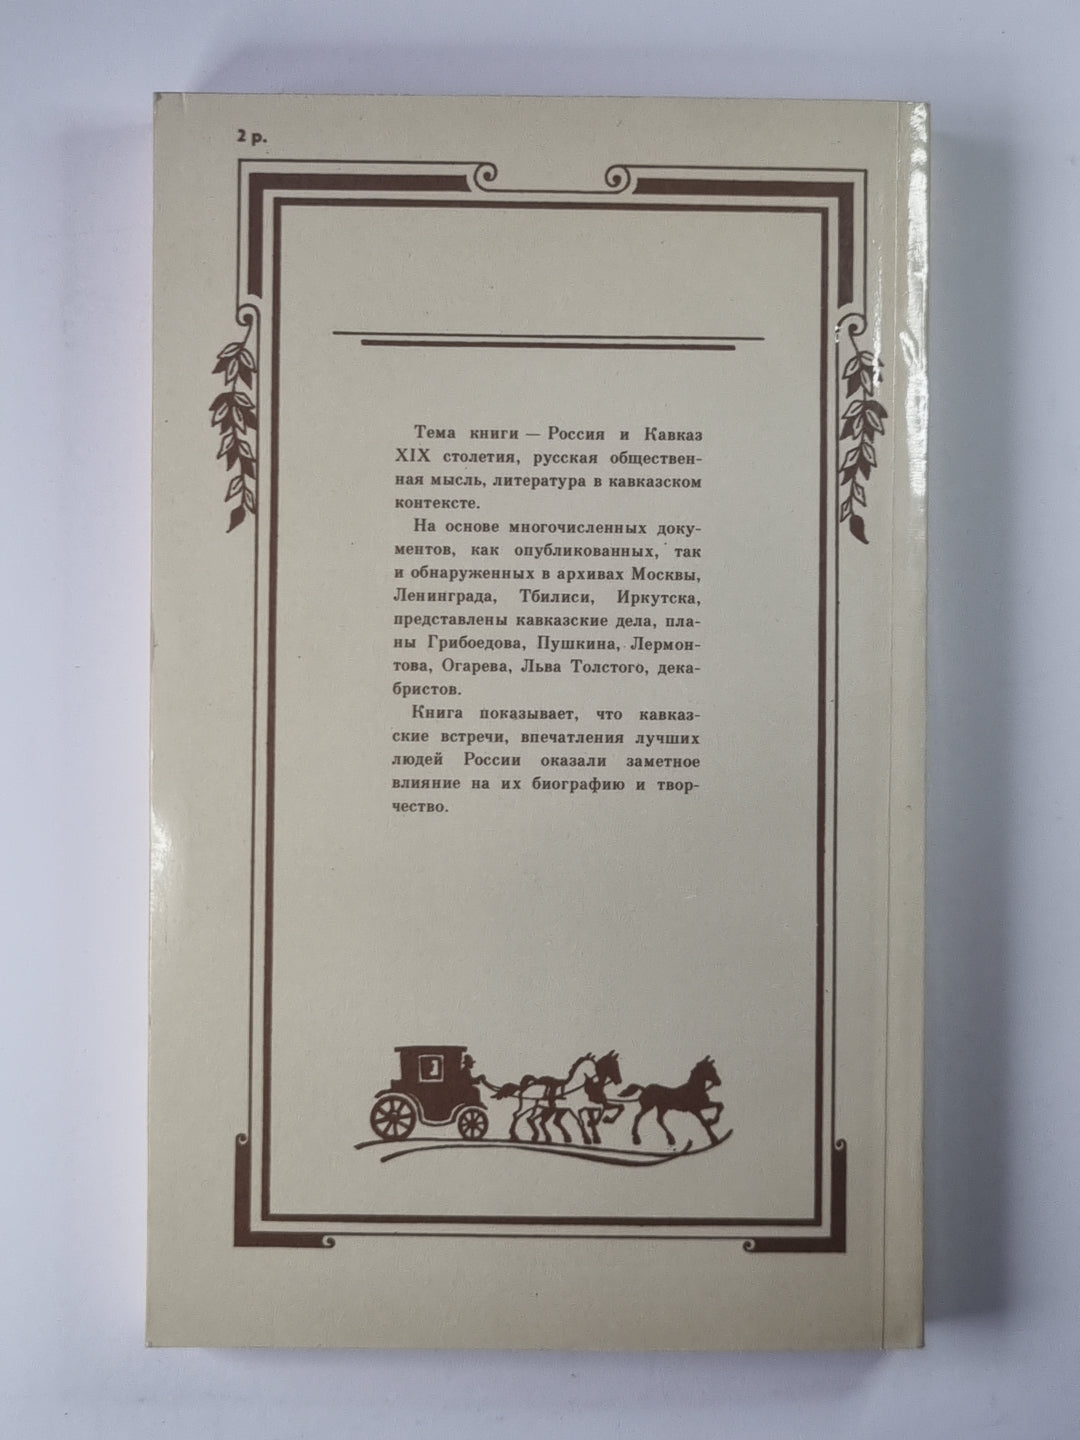 2 р.
Тема книги — Россия и Кавказ
XIX столетия, русская обществен-
ная мысль, литература в кавказском
контексте.
На основе многочисленных доку-
ментов, как опубликованных, так
и обнаруженных в архивах Москвы,
Ленинграда, Тбилиси, Иркутска,
представлены кавказские дела, пла-
ны Грибоедова, Пушкина, Лермон-
това, Огарева, Льва Толстого, дека-
бристов.
Книга показывает, что кавказ-
ские встречи, впечатления лучших
людей России оказали заметное
влияние на их биографию и твор-
чество.